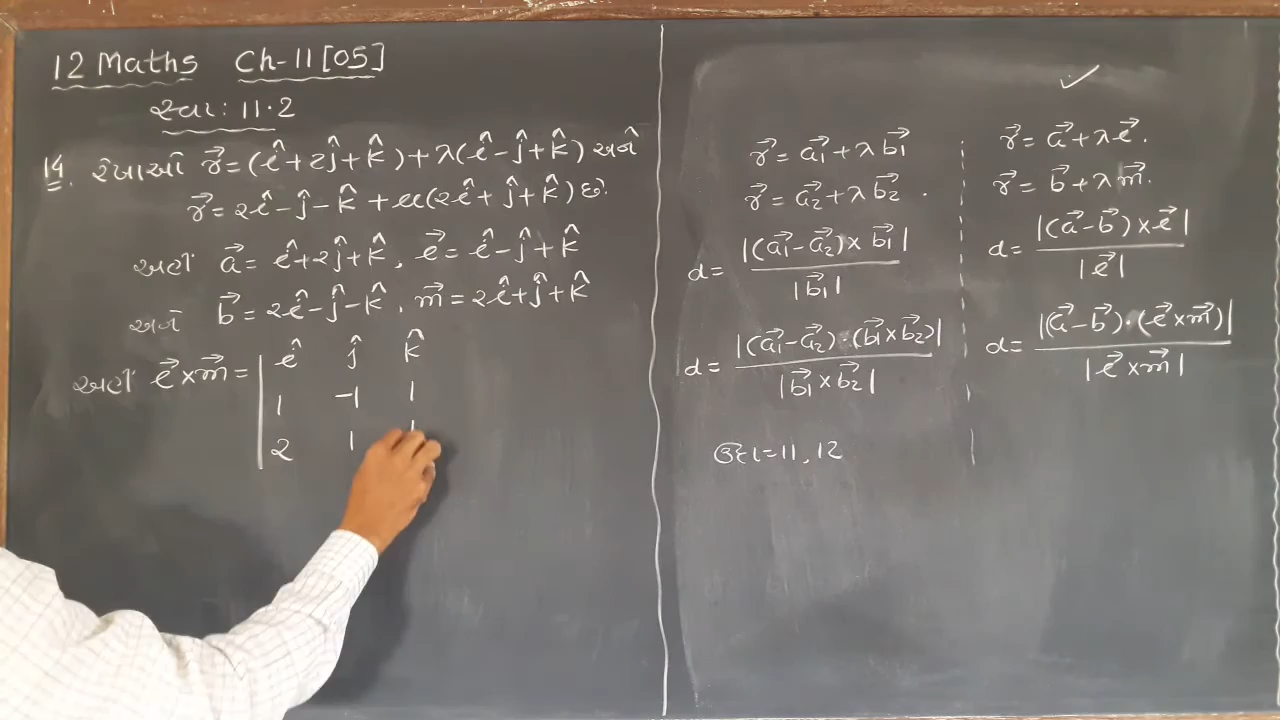 12 Maths Ch-11 [05]
સ્વા: 11.2
14. રેખાઓ r⃗ = (î + 2ĵ + k̂) + λ(î - ĵ + k̂) અને
r⃗ = 2î - ĵ - k̂ + μ(2î + ĵ + k̂) છે.
અહીં a⃗ = î + 2ĵ + k̂, l⃗ = î - ĵ + k̂
અને b⃗ = 2î - ĵ - k̂, m⃗ = 2î + ĵ + k̂
અહીં l⃗ × m⃗ = | î ĵ k̂
1 -1 1
2 1 1
r⃗ = a⃗₁ + λ b⃗₁
r⃗ = a⃗₂ + λ b⃗₂ .
d = |(a⃗₁ - a⃗₂) × b⃗₁| / |b⃗₁|
d = |(a⃗₁ - a⃗₂) · (b⃗₁ × b⃗₂)| / |b⃗₁ × b⃗₂|
ઉદા = 11, 12
✓
r⃗ = a⃗ + λ l⃗.
r⃗ = b⃗ + λ m⃗.
d = |(a⃗ - b⃗) × l⃗| / |l⃗|
d = |(a⃗ - b⃗) · (l⃗ × m⃗)| / |l⃗ × m⃗|